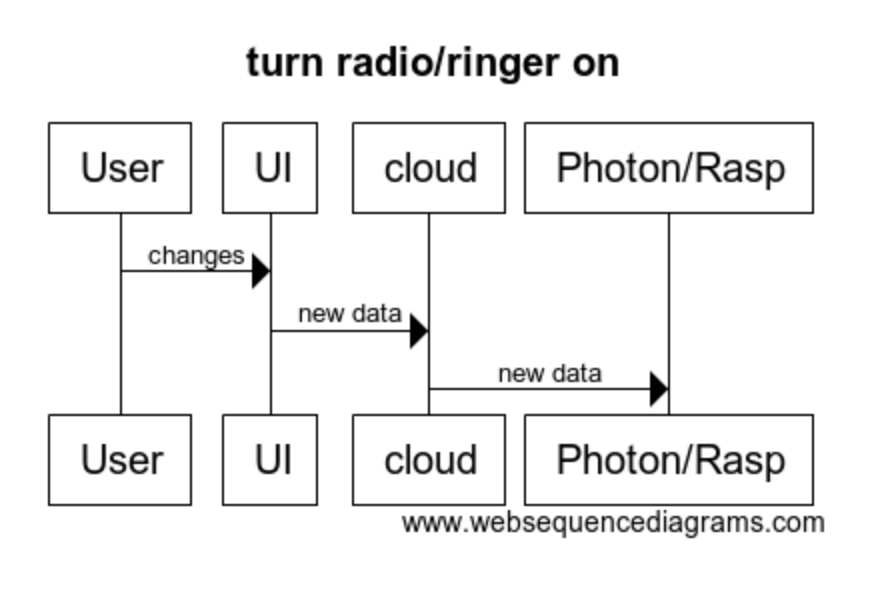 turn radio/ringer on
User UI cloud Photon/Rasp
changes
new data
new data
User UI cloud Photon/Rasp
www.websequencediagrams.com